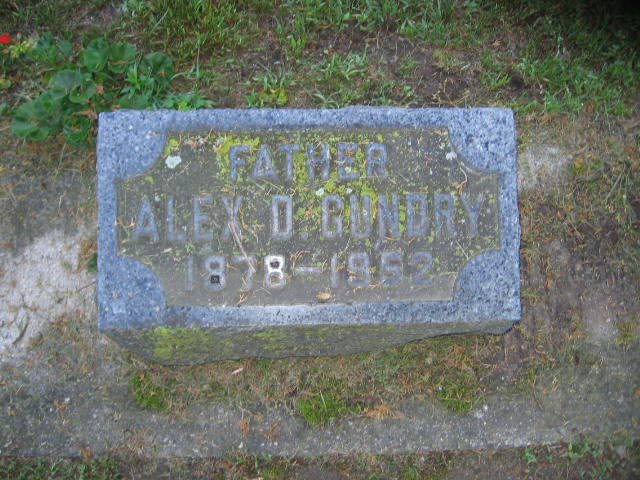 FATHER
ALEX D. GUNDRY
1878-1952